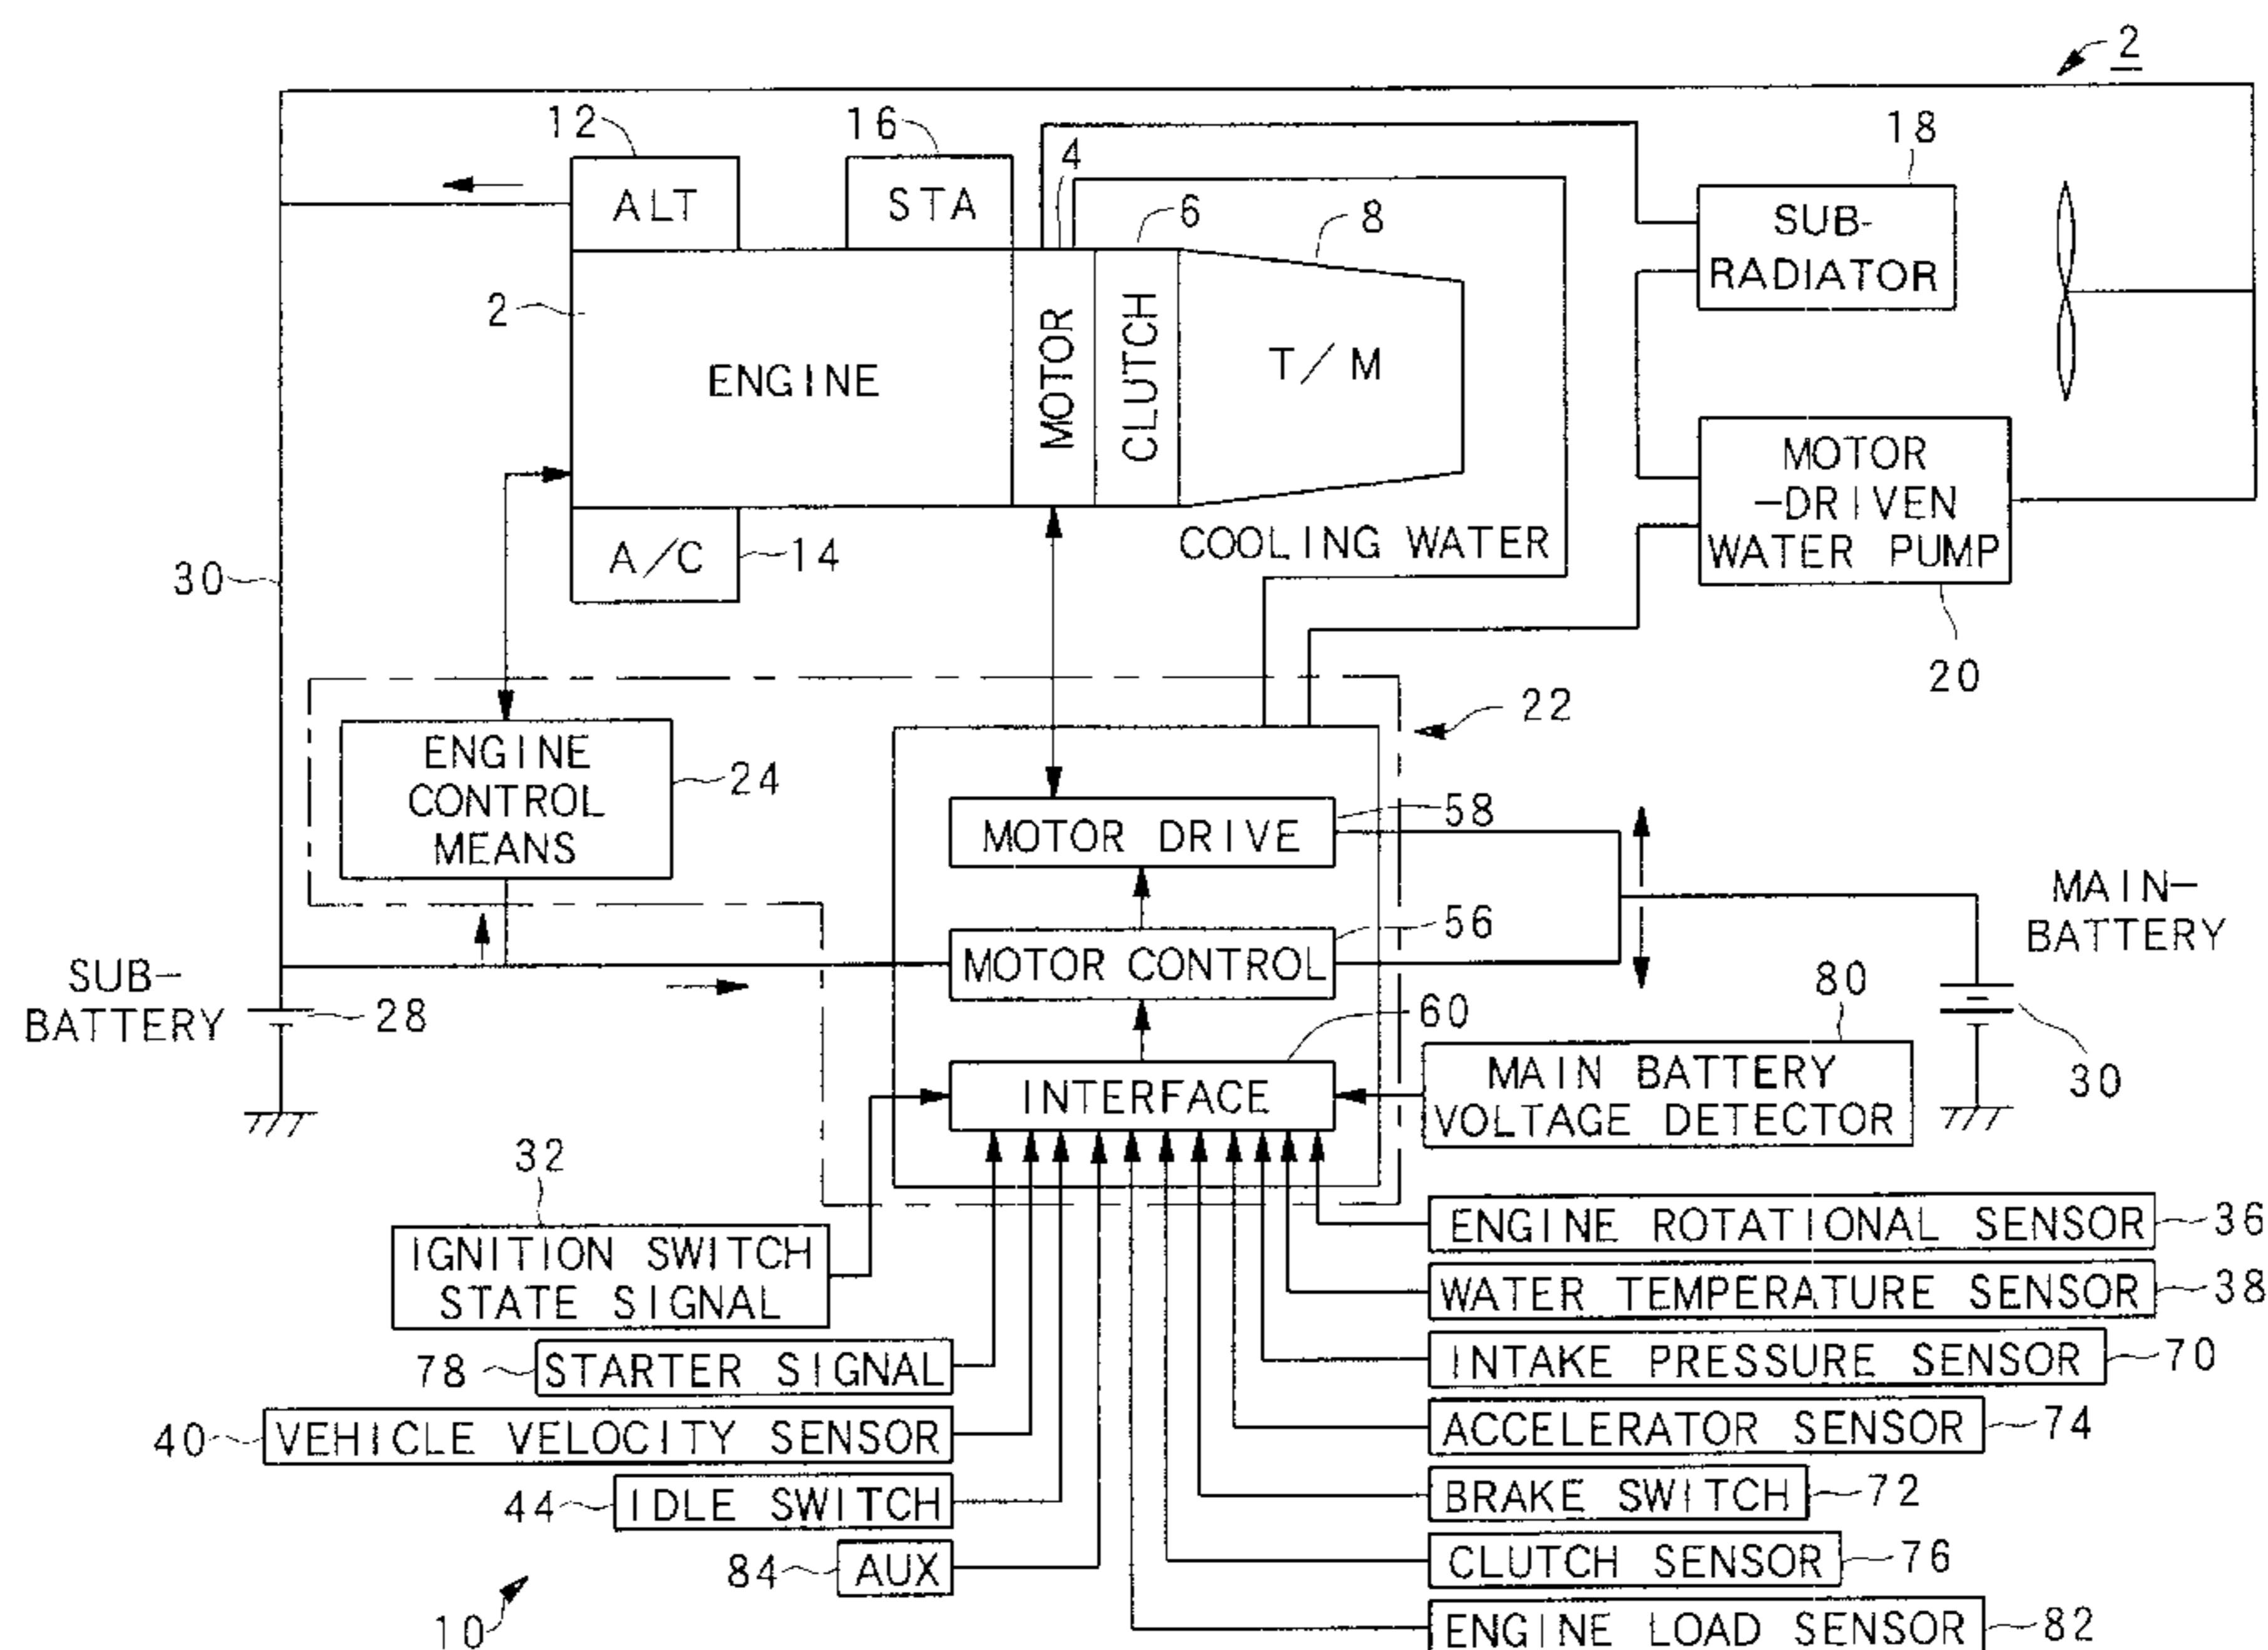 2
12
16
4
18
ALT
STA
6
8
SUB-
RADIATOR
2
ENGINE
MOTOR
CLUTCH
T/M
MOTOR
-DRIVEN
WATER PUMP
COOLING WATER
A/C
14
30
20
22
ENGINE
CONTROL
MEANS
24
MOTOR DRIVE
58
MAIN-
BATTERY
MOTOR CONTROL
56
SUB-
BATTERY
28
80
60
INTERFACE
MAIN BATTERY
VOLTAGE DETECTOR
30
32
IGNITION SWITCH
STATE SIGNAL
ENGINE ROTATIONAL SENSOR
36
WATER TEMPERATURE SENSOR
38
78
STARTER SIGNAL
INTAKE PRESSURE SENSOR
70
40
VEHICLE VELOCITY SENSOR
ACCELERATOR SENSOR
74
44
IDLE SWITCH
BRAKE SWITCH
72
84
AUX
CLUTCH SENSOR
76
10
ENGINE LOAD SENSOR
82